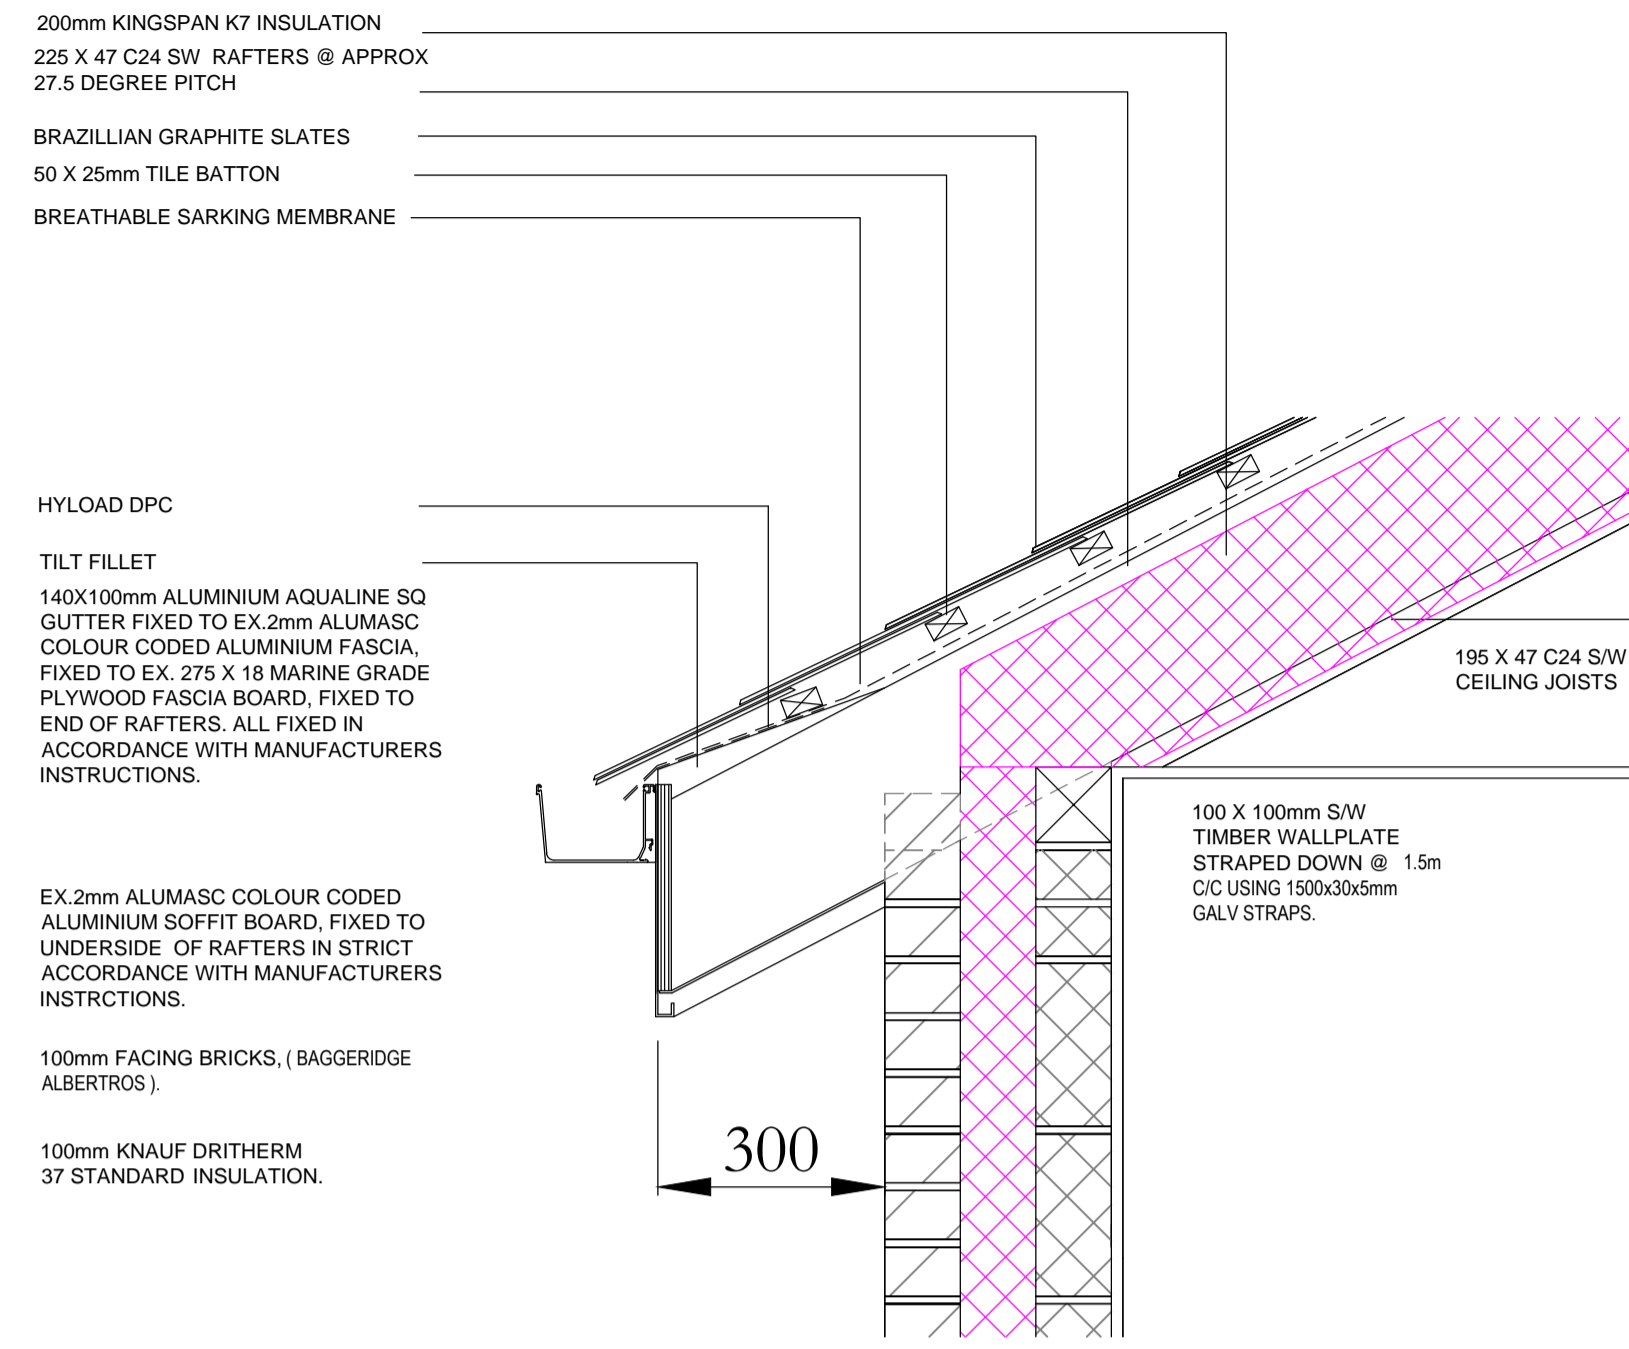 200mm KINGSPAN K7 INSULATION
225 X 47 C24 SW RAFTERS @ APPROX
27.5 DEGREE PITCH
BRAZILLIAN GRAPHITE SLATES
50 X 25mm TILE BATTON
BREATHABLE SARKING MEMBRANE
HYLOAD DPC
TILT FILLET
140X100mm ALUMINIUM AQUALINE SQ
GUTTER FIXED TO EX.2mm ALUMASC
COLOUR CODED ALUMINIUM FASCIA,
FIXED TO EX. 275 X 18 MARINE GRADE
PLYWOOD FASCIA BOARD, FIXED TO
END OF RAFTERS. ALL FIXED IN
ACCORDANCE WITH MANUFACTURERS
INSTRUCTIONS.
EX.2mm ALUMASC COLOUR CODED
ALUMINIUM SOFFIT BOARD, FIXED TO
UNDERSIDE OF RAFTERS IN STRICT
ACCORDANCE WITH MANUFACTURERS
INSTRCTIONS.
100mm FACING BRICKS, ( BAGGERIDGE
ALBERTROS ).
100mm KNAUF DRITHERM
37 STANDARD INSULATION.
300
195 X 47 C24 S/W
CEILING JOISTS
100 X 100mm S/W
TIMBER WALLPLATE
STRAPED DOWN @ 1.5m
C/C USING 1500x30x5mm
GALV STRAPS.